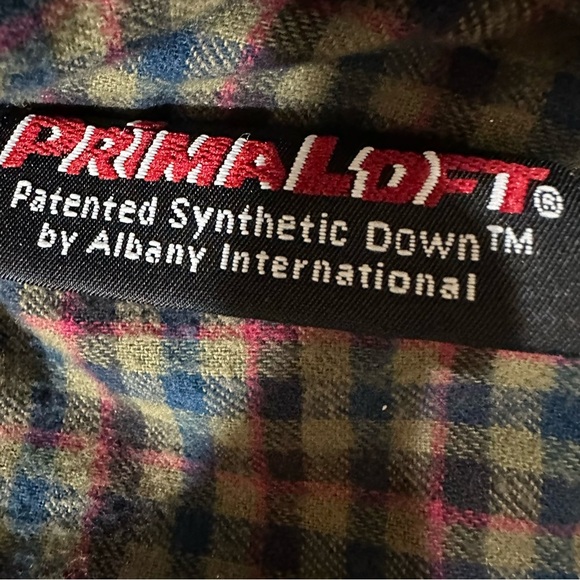 PRIMALOFT®
Patented Synthetic Down™
by Albany International